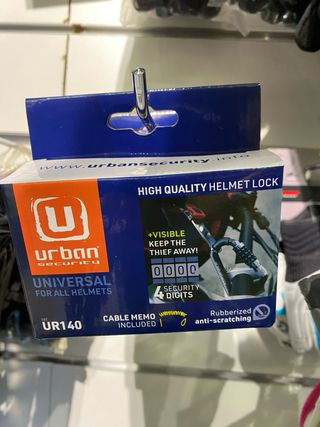 www.urbansecurity.info
HIGH QUALITY HELMET LOCK
U
urban
security
UNIVERSAL
FOR ALL HELMETS
+VISIBLE
KEEP THE
THIEF AWAY!
0000
4 SECURITY
DIGITS
UR140
CABLE MEMO
INCLUDED
Rubberized
anti-scratching